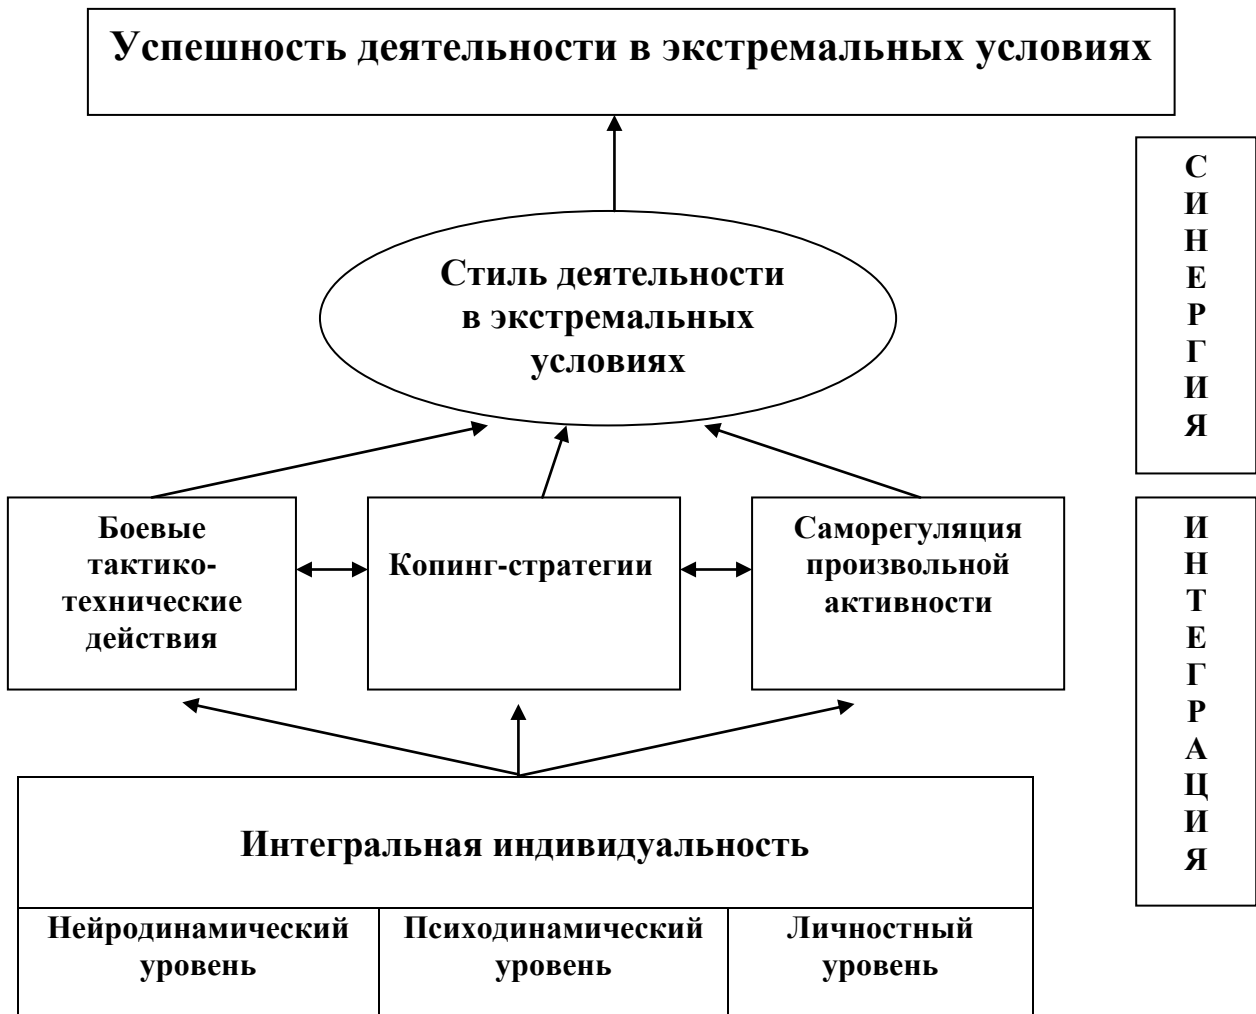 Успешность деятельности в экстремальных условиях
С
И
Н
Е
Р
Г
И
Я
Стиль деятельности
в экстремальных
условиях
Боевые
тактико-
технические
действия
Копинг-стратегии
Саморегуляция
произвольной
активности
И
Н
Т
Е
Г
Р
А
Ц
И
Я
Интегральная индивидуальность
Нейродинамический
уровень
Психодинамический
уровень
Личностный
уровень